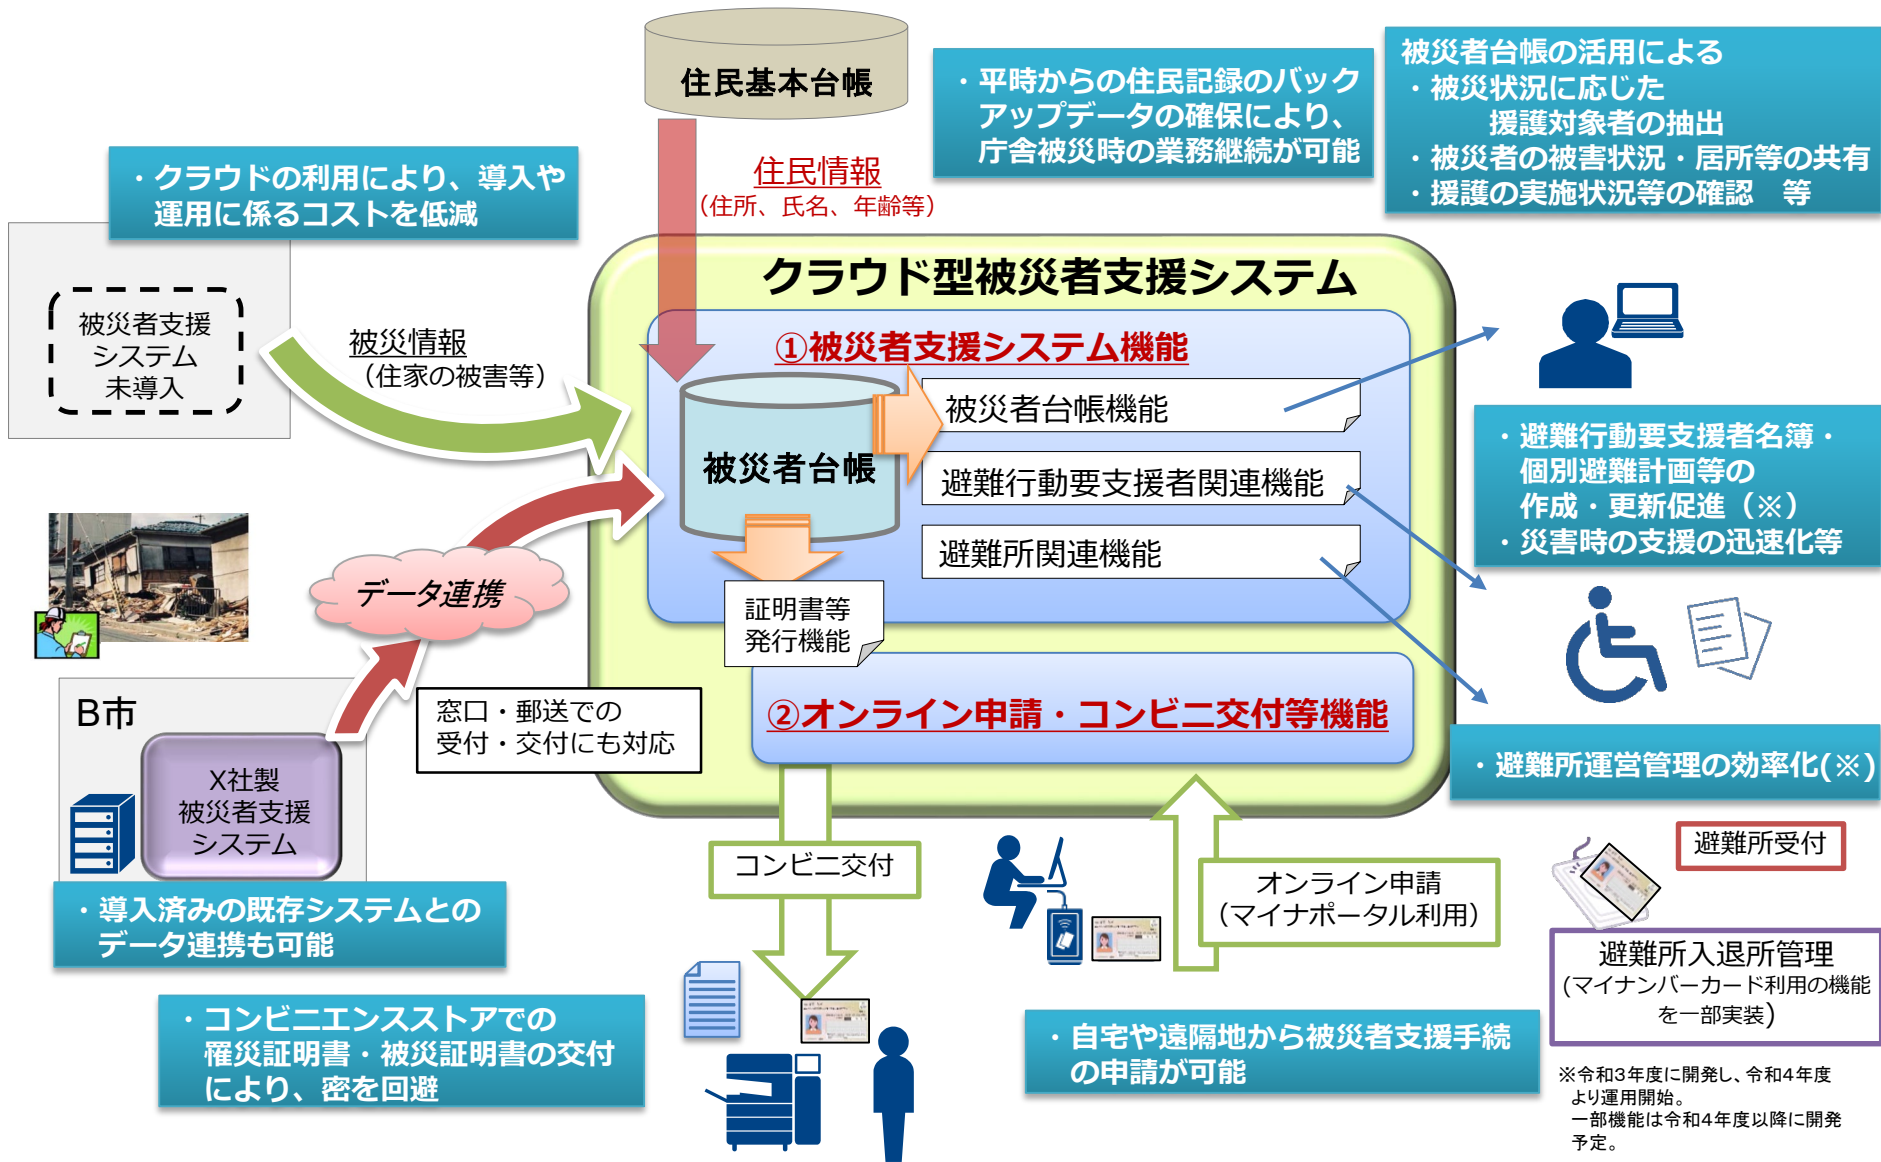 住民基本台帳
・平時からの住民記録のバック
アップデータの確保により、
庁舎被災時の業務継続が可能
被災者台帳の活用による
・被災状況に応じた
援護対象者の抽出
・被災者の被害状況・居所等の共有
・援護の実施状況等の確認　等
・クラウドの利用により、導入や
運用に係るコストを低減
住民情報
（住所、氏名、年齢等）
クラウド型被災者支援システム
被災者支援
システム
未導入
被災情報
（住家の被害等）
①被災者支援システム機能
被災者台帳
被災者台帳機能
避難行動要支援者関連機能
避難所関連機能
証明書等
発行機能
・避難行動要支援者名簿・
個別避難計画等の
作成・更新促進（※）
・災害時の支援の迅速化等
データ連携
B市
X社製
被災者支援
システム
窓口・郵送での
受付・交付にも対応
②オンライン申請・コンビニ交付等機能
・避難所運営管理の効率化(※)
・導入済みの既存システムとの
データ連携も可能
コンビニ交付
オンライン申請
（マイナポータル利用）
避難所受付
避難所入退所管理
(マイナンバーカード利用の機能
を一部実装)
・コンビニエンスストアでの
罹災証明書・被災証明書の交付
により、密を回避
・自宅や遠隔地から被災者支援手続
の申請が可能
※令和3年度に開発し、令和4年度
より運用開始。
一部機能は令和4年度以降に開発
予定。